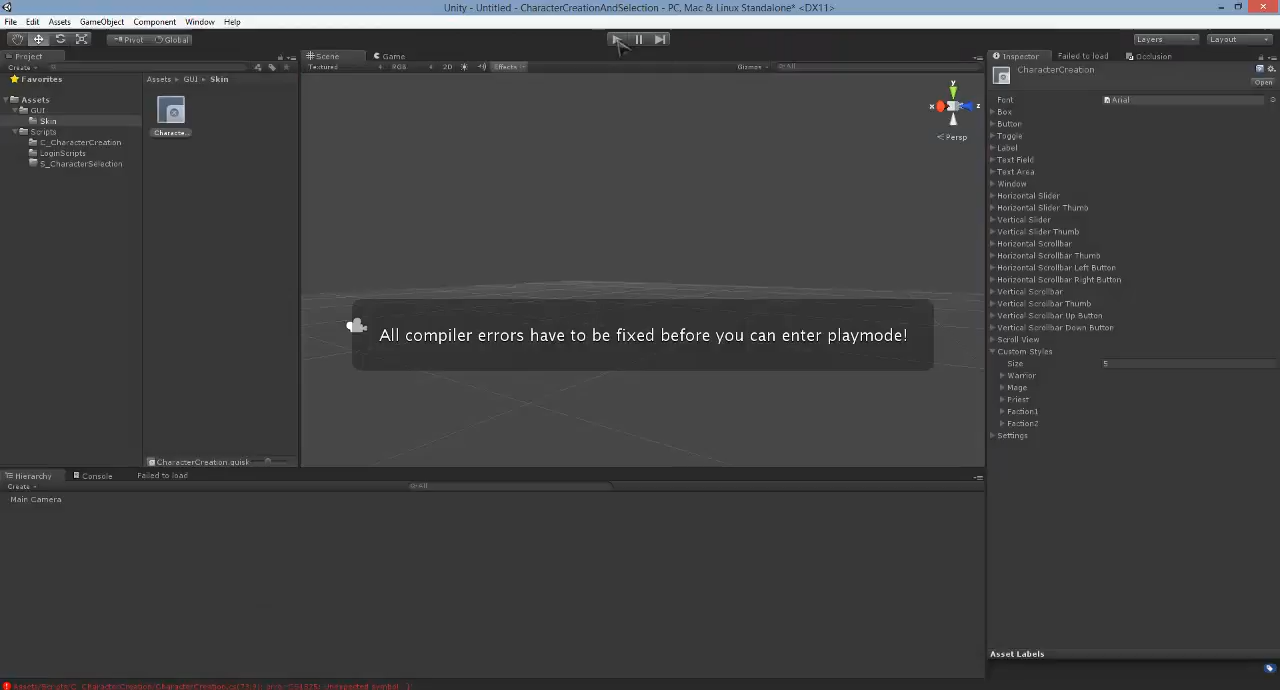 Unity - Untitled - CharacterCreationAndSelection - PC, Mac & Linux Standalone* <DX11>
File Edit Assets GameObject Component Window Help
Pivot Global Layers Layout
Project Scene Game Inspector Failed to load Occlusion
Create Textured RGB 2D Effects Gizmos All
Favorites Assets GUI Skin CharacterCreation Open
Assets
GUI
Skin
Scripts
C_CharacterCreation
LoginScripts
S_CharacterSelection
Characte...
CharacterCreation.guisk
x y z
Persp
All compiler errors have to be fixed before you can enter playmode!
Font Arial
Box
Button
Toggle
Label
Text Field
Text Area
Window
Horizontal Slider
Horizontal Slider Thumb
Vertical Slider
Vertical Slider Thumb
Horizontal Scrollbar
Horizontal Scrollbar Thumb
Horizontal Scrollbar Left Button
Horizontal Scrollbar Right Button
Vertical Scrollbar
Vertical Scrollbar Thumb
Vertical Scrollbar Up Button
Vertical Scrollbar Down Button
Scroll View
Custom Styles
Size 5
Warrior
Mage
Priest
Faction1
Faction2
Settings
Hierarchy Console Failed to load
Create All
Main Camera
Asset Labels